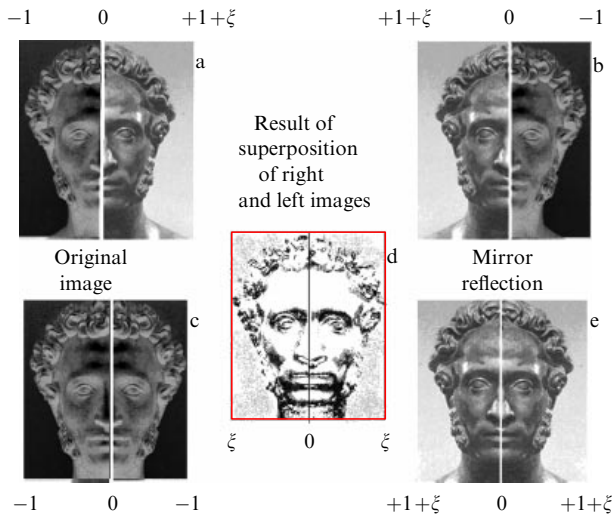 −1 0 +1+ξ
+1+ξ 0 −1
a
b
Result of
superposition
of right
and left images
Original
image
d
Mirror
reflection
c
e
ξ 0 ξ
−1 0 −1
+1+ξ 0 +1+ξ